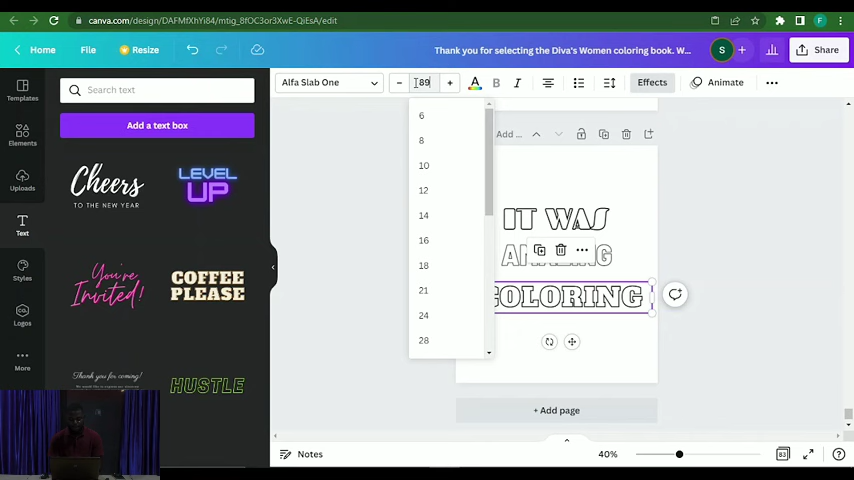 canva.com/design/DAFMfXhYi84/mtig_8fOC3or3XwE-QiEsA/edit
F
Home
File
Resize
Thank you for selecting the Diva's Women coloring book. W...
S
Share
Templates
Elements
Uploads
Text
Styles
Logos
More
Search text
Add a text box
Cheers
TO THE NEW YEAR
LEVEL
UP
You're
Invited!
COFFEE
PLEASE
Thank you for coming!
HUSTLE
Alfa Slab One
89
A
B
I
Effects
Animate
6
8
10
12
14
16
18
21
24
28
Add ...
IT WAS
AMAZING
COLORING
+ Add page
Notes
40%
83